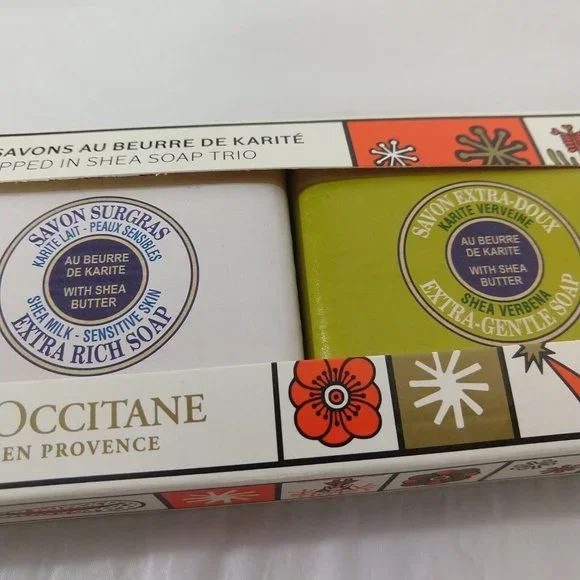 SAVONS AU BEURRE DE KARITÉ
PPED IN SHEA SOAP TRIO
SAVON SURGRAS
KARITE LAIT - PEAUX SENSIBLES
AU BEURRE
DE KARITE
WITH SHEA
BUTTER
SHEA MILK - SENSITIVE SKIN
EXTRA RICH SOAP
SAVON EXTRA-DOUX
KARITE VERVEINE
AU BEURRE
DE KARITE
WITH SHEA
BUTTER
SHEA VERBENA
EXTRA-GENTLE SOAP
OCCITANE
EN PROVENCE